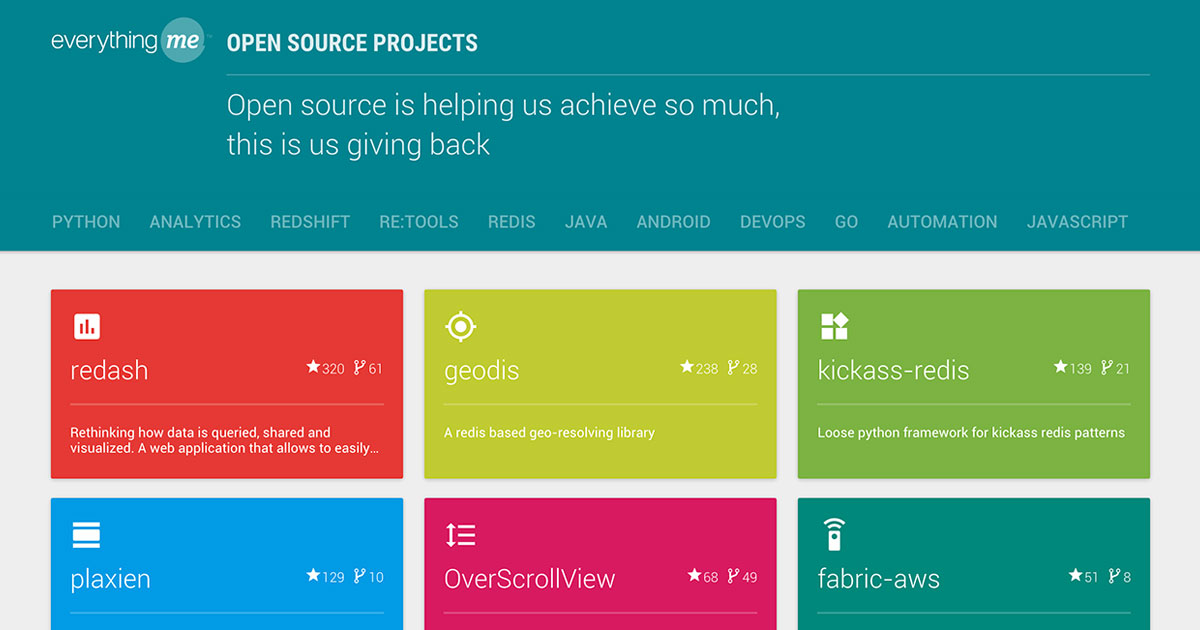 everything me™ OPEN SOURCE PROJECTS
Open source is helping us achieve so much,
this is us giving back
PYTHON ANALYTICS REDSHIFT RE:TOOLS REDIS JAVA ANDROID DEVOPS GO AUTOMATION JAVASCRIPT
redash 320 61
Rethinking how data is queried, shared and
visualized. A web application that allows to easily...
geodis 238 28
A redis based geo-resolving library
kickass-redis 139 21
Loose python framework for kickass redis patterns
plaxien 129 10
OverScrollView 68 49
fabric-aws 51 8